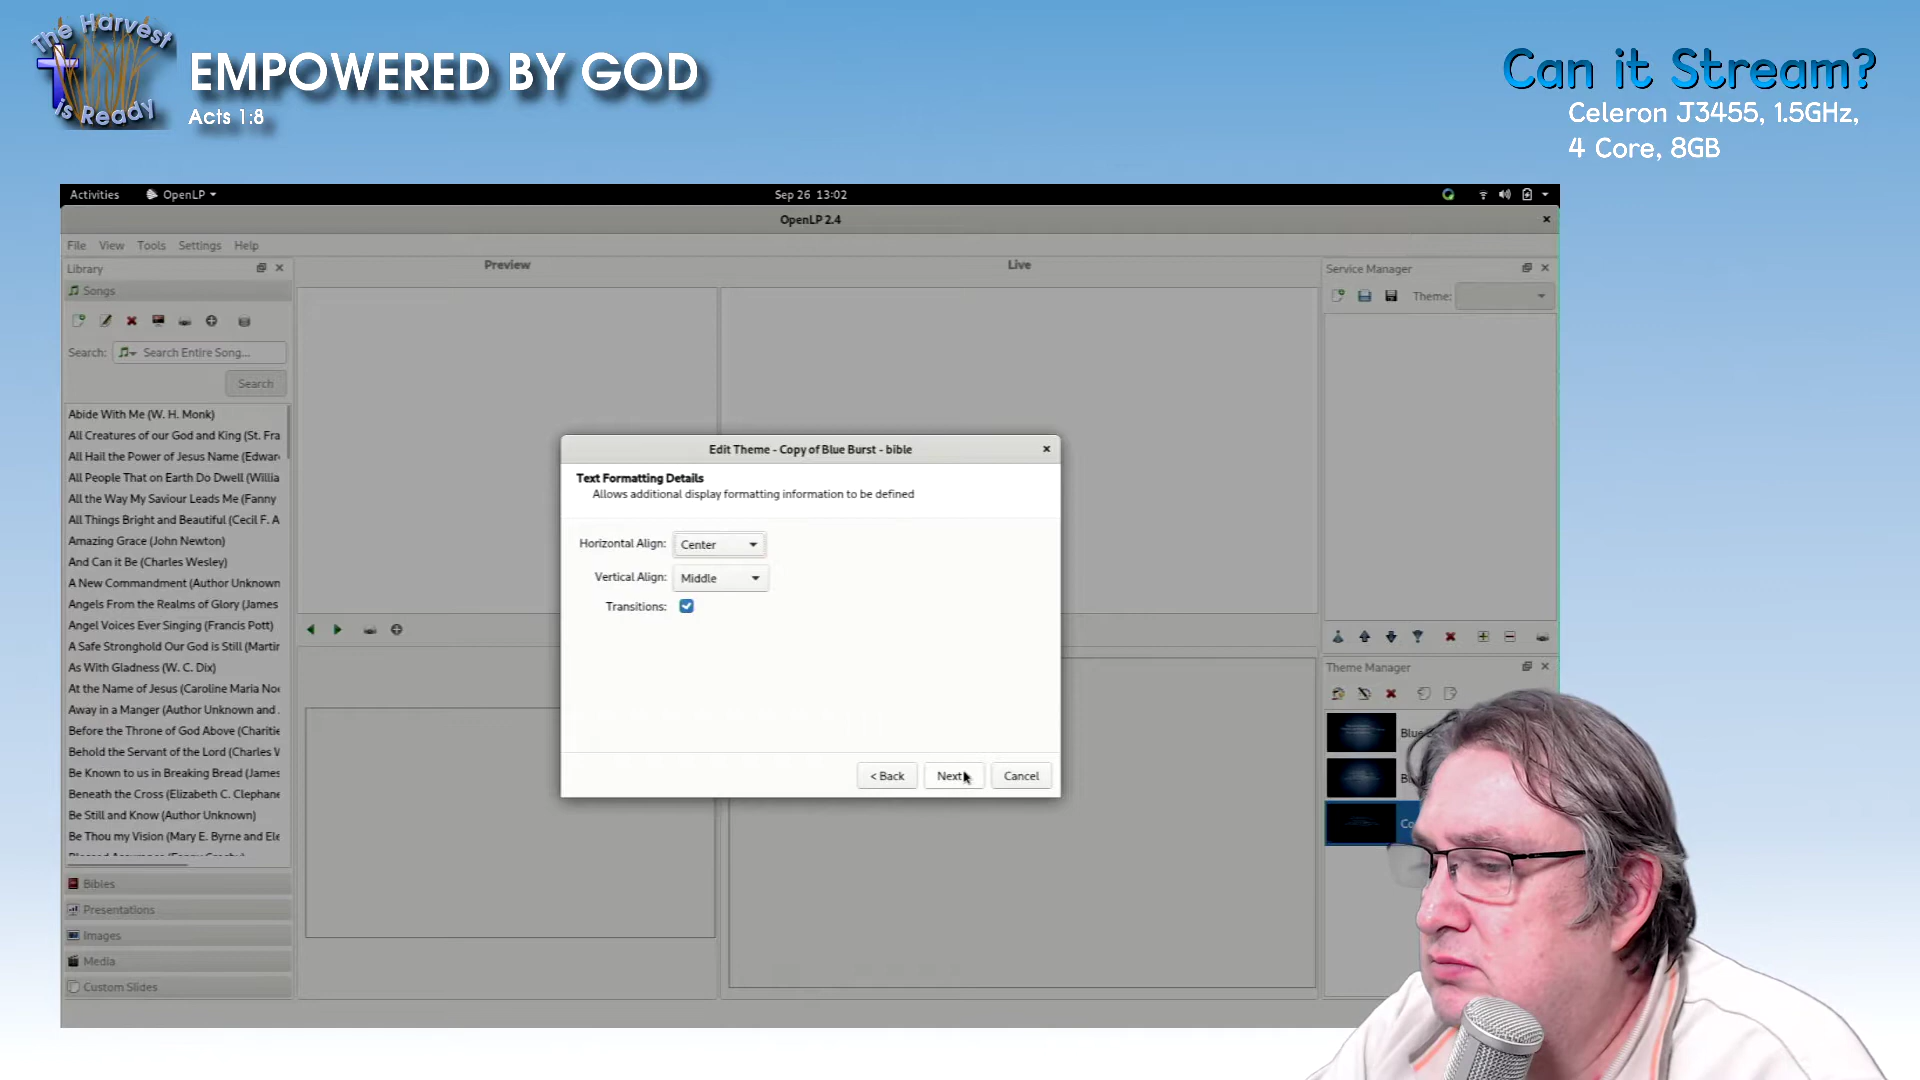 The Harvest
is Ready
EMPOWERED BY GOD
Acts 1:8
Can it Stream?
Celeron J3455, 1.5GHz,
4 Core, 8GB
Activities
OpenLP
Sep 26 13:02
OpenLP 2.4
File View Tools Settings Help
Library
Songs
Search: Search Entire Song...
Search
Abide With Me (W. H. Monk)
All Creatures of our God and King (St. Fra
All Hail the Power of Jesus Name (Edwar
All People That on Earth Do Dwell (Willia
All the Way My Saviour Leads Me (Fanny
All Things Bright and Beautiful (Cecil F. A
Amazing Grace (John Newton)
And Can it Be (Charles Wesley)
A New Commandment (Author Unknown
Angels From the Realms of Glory (James
Angel Voices Ever Singing (Francis Pott)
A Safe Stronghold Our God is Still (Martin
As With Gladness (W. C. Dix)
At the Name of Jesus (Caroline Maria Noe
Away in a Manger (Author Unknown and
Before the Throne of God Above (Charitie
Behold the Servant of the Lord (Charles W
Be Known to us in Breaking Bread (James
Beneath the Cross (Elizabeth C. Clephane
Be Still and Know (Author Unknown)
Be Thou my Vision (Mary E. Byrne and Ele
Bibles
Presentations
Images
Media
Custom Slides
Preview
Live
Edit Theme - Copy of Blue Burst - bible
Text Formatting Details
Allows additional display formatting information to be defined
Horizontal Align: Center
Vertical Align: Middle
Transitions:
< Back
Next
Cancel
Service Manager
Theme:
Theme Manager
Blue
Co